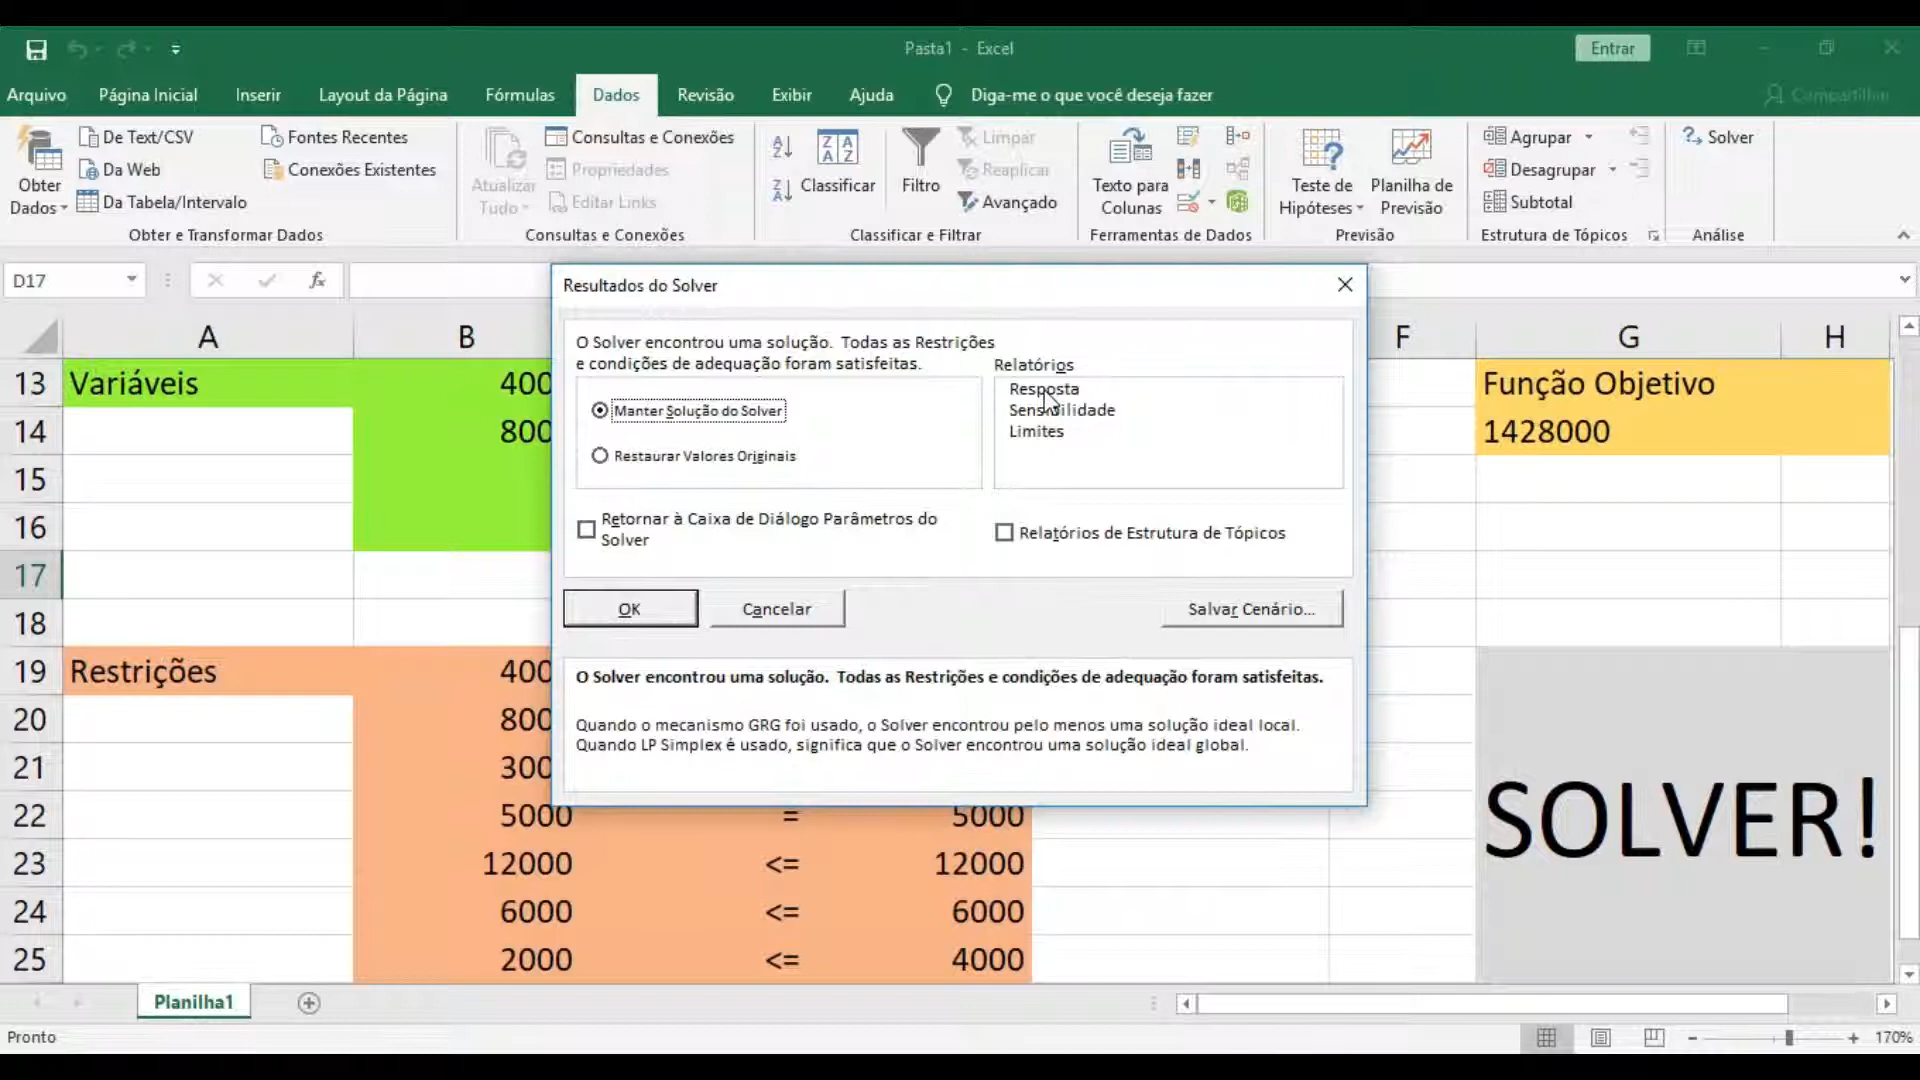 Pasta1 - Excel
Entrar
Arquivo Página Inicial Inserir Layout da Página Fórmulas Dados Revisão Exibir Ajuda Diga-me o que você deseja fazer Compartilhar
Obter Dados
De Text/CSV
Da Web
Da Tabela/Intervalo
Fontes Recentes
Conexões Existentes
Obter e Transformar Dados
Atualizar Tudo
Consultas e Conexões
Propriedades
Editar Links
Consultas e Conexões
Classificar
Filtro
Limpar
Reaplicar
Avançado
Classificar e Filtrar
Texto para Colunas
Ferramentas de Dados
Teste de Hipóteses
Planilha de Previsão
Previsão
Agrupar
Desagrupar
Subtotal
Estrutura de Tópicos
Solver
Análise
D17
fx
A B F G H
13 Variáveis 400 Função Objetivo
14 800 1428000
15
16
17
18
19 Restrições 400
20 800
21 300
22 5000 = 5000
23 12000 <= 12000
24 6000 <= 6000
25 2000 <= 4000
SOLVER!
Resultados do Solver
O Solver encontrou uma solução. Todas as Restrições
e condições de adequação foram satisfeitas.
Manter Solução do Solver
Restaurar Valores Originais
Relatórios
Resposta
Sensibilidade
Limites
Retornar à Caixa de Diálogo Parâmetros do
Solver
Relatórios de Estrutura de Tópicos
OK Cancelar Salvar Cenário...
O Solver encontrou uma solução. Todas as Restrições e condições de adequação foram satisfeitas.
Quando o mecanismo GRG foi usado, o Solver encontrou pelo menos uma solução ideal local.
Quando LP Simplex é usado, significa que o Solver encontrou uma solução ideal global.
Planilha1
Pronto
170%